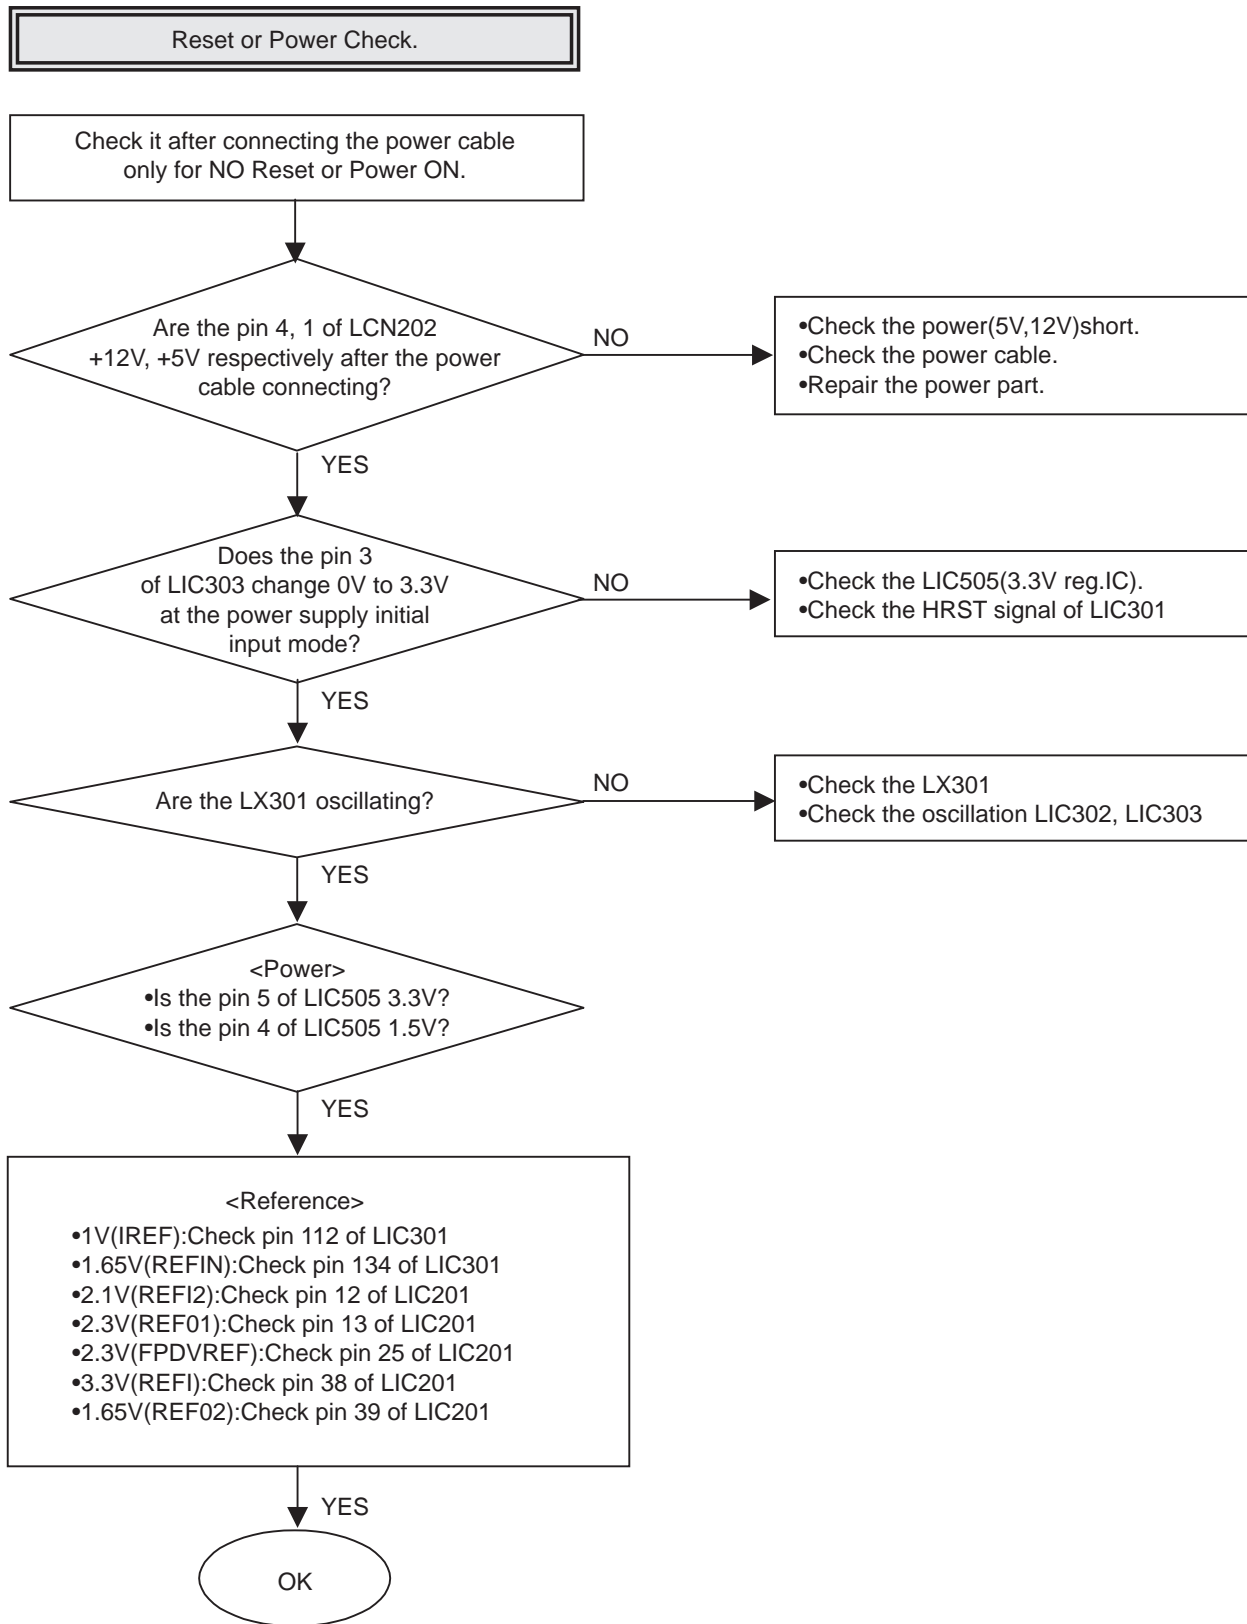 Reset or Power Check.
Check it after connecting the power cable
only for NO Reset or Power ON.
Are the pin 4, 1 of LCN202
+12V, +5V respectively after the power
cable connecting?
NO
•Check the power(5V,12V)short.
•Check the power cable.
•Repair the power part.
YES
Does the pin 3
of LIC303 change 0V to 3.3V
at the power supply initial
input mode?
NO
•Check the LIC505(3.3V reg.IC).
•Check the HRST signal of LIC301
YES
Are the LX301 oscillating?
NO
•Check the LX301
•Check the oscillation LIC302, LIC303
YES
<Power>
•Is the pin 5 of LIC505 3.3V?
•Is the pin 4 of LIC505 1.5V?
YES
<Reference>
•1V(IREF):Check pin 112 of LIC301
•1.65V(REFIN):Check pin 134 of LIC301
•2.1V(REFI2):Check pin 12 of LIC201
•2.3V(REF01):Check pin 13 of LIC201
•2.3V(FPDVREF):Check pin 25 of LIC201
•3.3V(REFI):Check pin 38 of LIC201
•1.65V(REF02):Check pin 39 of LIC201
YES
OK